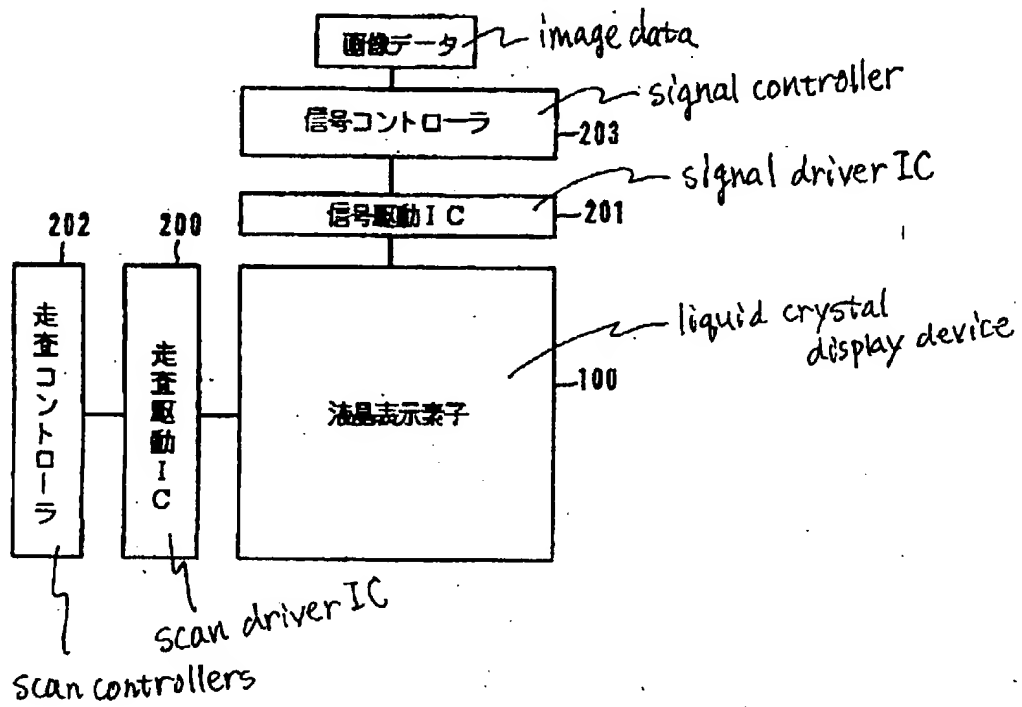 画像データ
image data
信号コントローラ
signal controller
203
信号駆動IC
signal driver IC
201
202
200
走査コントローラ
走査駆動IC
液晶表示素子
liquid crystal
display device
100
scan driver IC
scan controllers